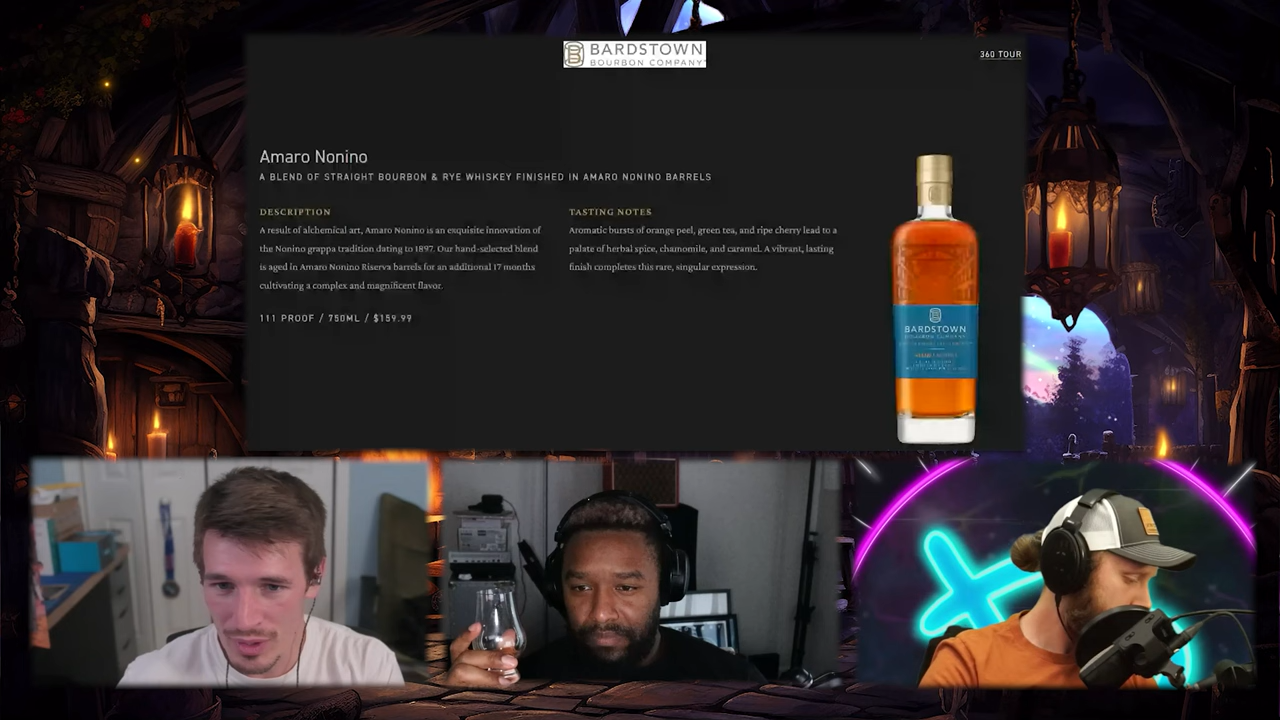 BARDSTOWN
BOURBON COMPANY
360 TOUR
Amaro Nonino
A BLEND OF STRAIGHT BOURBON & RYE WHISKEY FINISHED IN AMARO NONINO BARRELS
DESCRIPTION
A result of alchemical art, Amaro Nonino is an exquisite innovation of
the Nonino grappa tradition dating to 1897. Our hand-selected blend
is aged in Amaro Nonino Riserva barrels for an additional 17 months
cultivating a complex and magnificent flavor.
111 PROOF / 750ML / $159.99
TASTING NOTES
Aromatic bursts of orange peel, green tea, and ripe cherry lead to a
palate of herbal spice, chamomile, and caramel. A vibrant, lasting
finish completes this rare, singular expression.
BARDSTOWN
BOURBON COMPANY